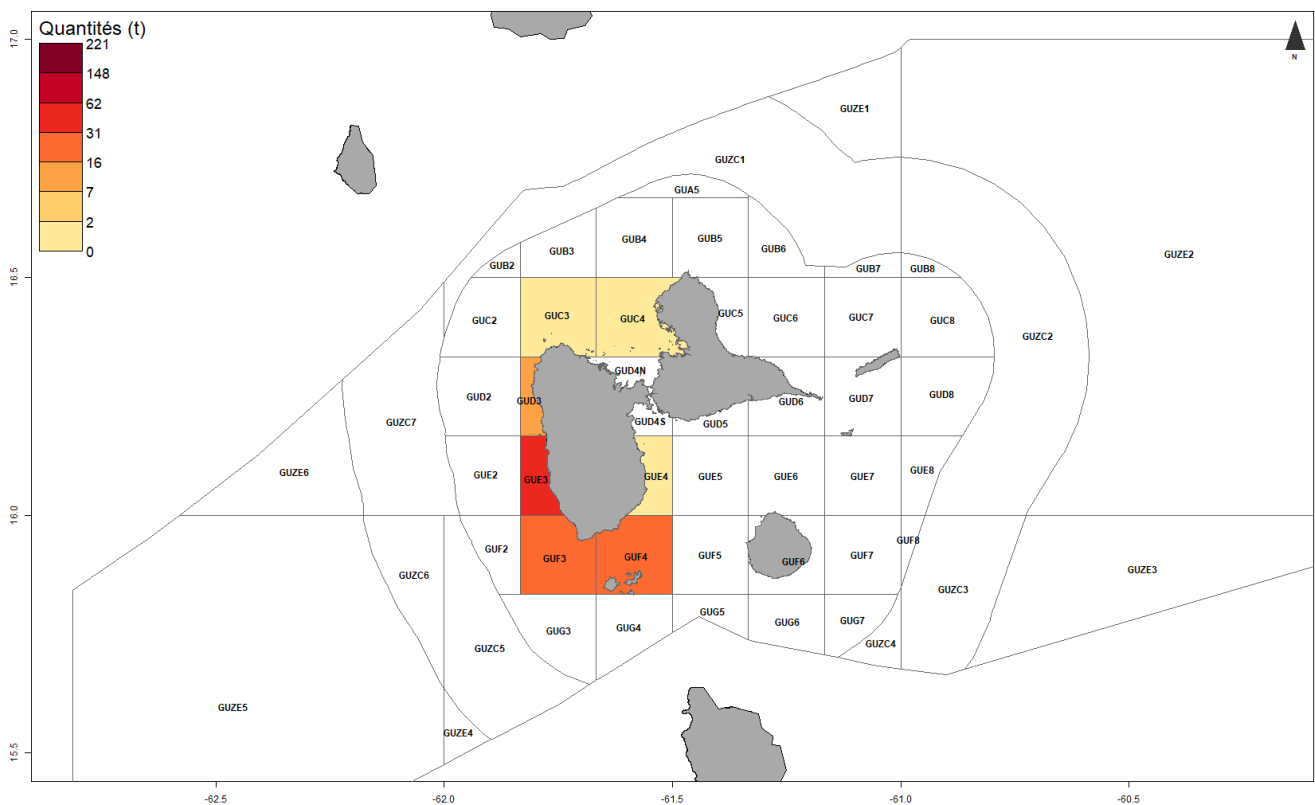 Quantités (t)
221
148
62
31
16
7
2
0
N
17.0
16.5
16.0
15.5
-62.5
-62.0
-61.5
-61.0
-60.5
GUZE1
GUZC1
GUA5
GUB4
GUB5
GUB3
GUB6
GUZE2
GUB2
GUB7
GUB8
GUC2
GUC3
GUC4
GUC5
GUC6
GUC7
GUC8
GUZC2
GUD4N
GUD2
GUD3
GUD6
GUD7
GUD8
GUZC7
GUD4S
GUD5
GUZE6
GUE2
GUE3
GUE4
GUE5
GUE6
GUE7
GUE8
GUF2
GUF3
GUF4
GUF5
GUF6
GUF7
GUF8
GUZE3
GUZC6
GUZC3
GUG5
GUG3
GUG4
GUG6
GUG7
GUZC5
GUZC4
GUZE5
GUZE4